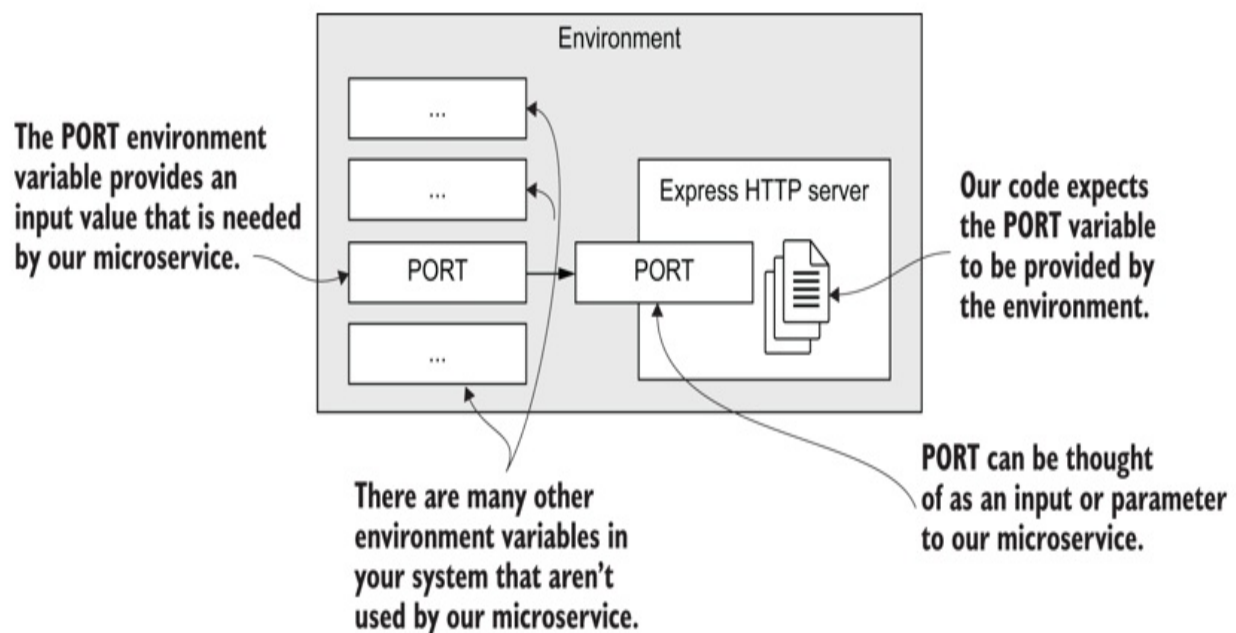 Environment
...
...
PORT
...
Express HTTP server
PORT
The PORT environment
variable provides an
input value that is needed
by our microservice.
Our code expects
the PORT variable
to be provided by
the environment.
There are many other
environment variables in
your system that aren't
used by our microservice.
PORT can be thought
of as an input or parameter
to our microservice.